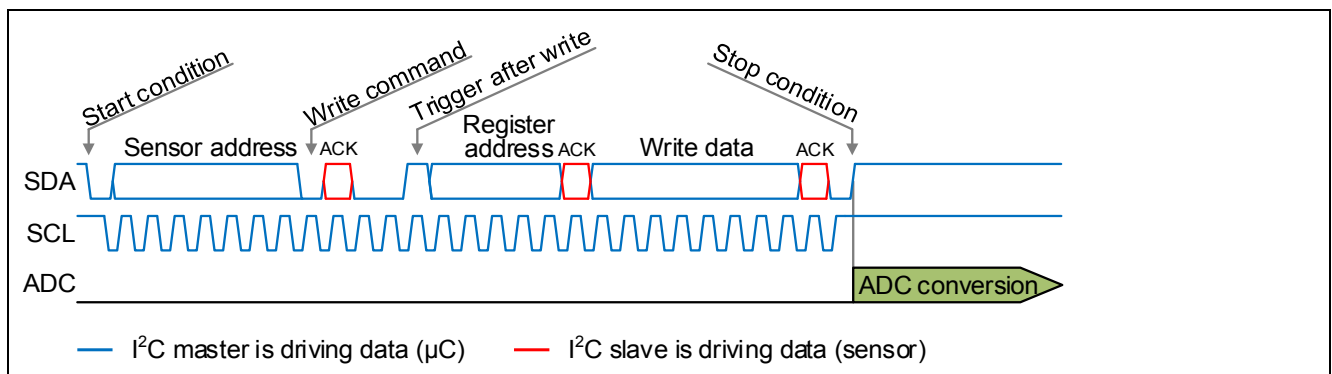 Start condition
Write command
Trigger after write
Stop condition
Sensor address
ACK
Register
address
ACK
Write data
ACK
SDA
SCL
ADC
ADC conversion
I²C master is driving data (µC)
I²C slave is driving data (sensor)